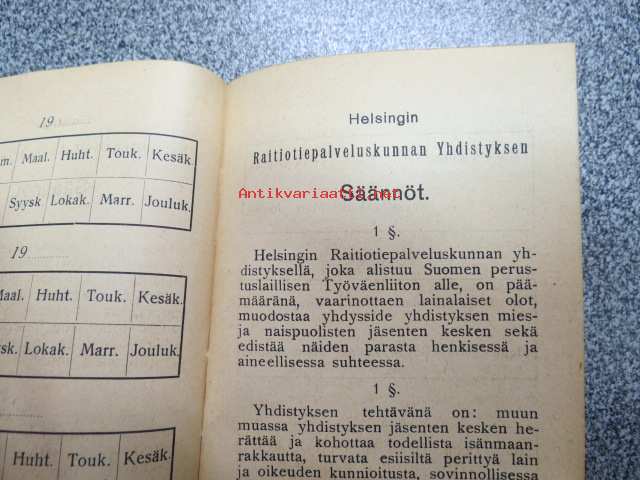 19
m. Maal. Huht. Touk. Kesäk.
Syysk Lokak. Marr. Jouluk.
19
Maal. Huht. Touk. Kesäk.
sk. Lokak. Marr. Jouluk.
Huht. Touk. Kesäk.
Helsingin
Raitiotiepalveluskunnan Yhdistyksen
Säännöt.
Antikvariaatti.net
1 §.
Helsingin Raitiotiepalveluskunnan yh-
distyksellä, joka alistuu Suomen perus-
tuslaillisen Työväenliiton alle, on pää-
määränä, vaarinottaen lainalaiset olot,
muodostaa yhdysside yhdistyksen mies-
ja naispuolisten jäsenten kesken sekä
edistää näiden parasta henkisessä ja
aineellisessa suhteessa.
1 §.
Yhdistyksen tehtävänä on: muun
muassa yhdistyksen jäsenten kesken he-
rättää ja kohottaa todellista isänmaan-
rakkautta, turvata esiisiltä perittyä lain
ja oikeuden kunnioitusta, sovinnollisessa